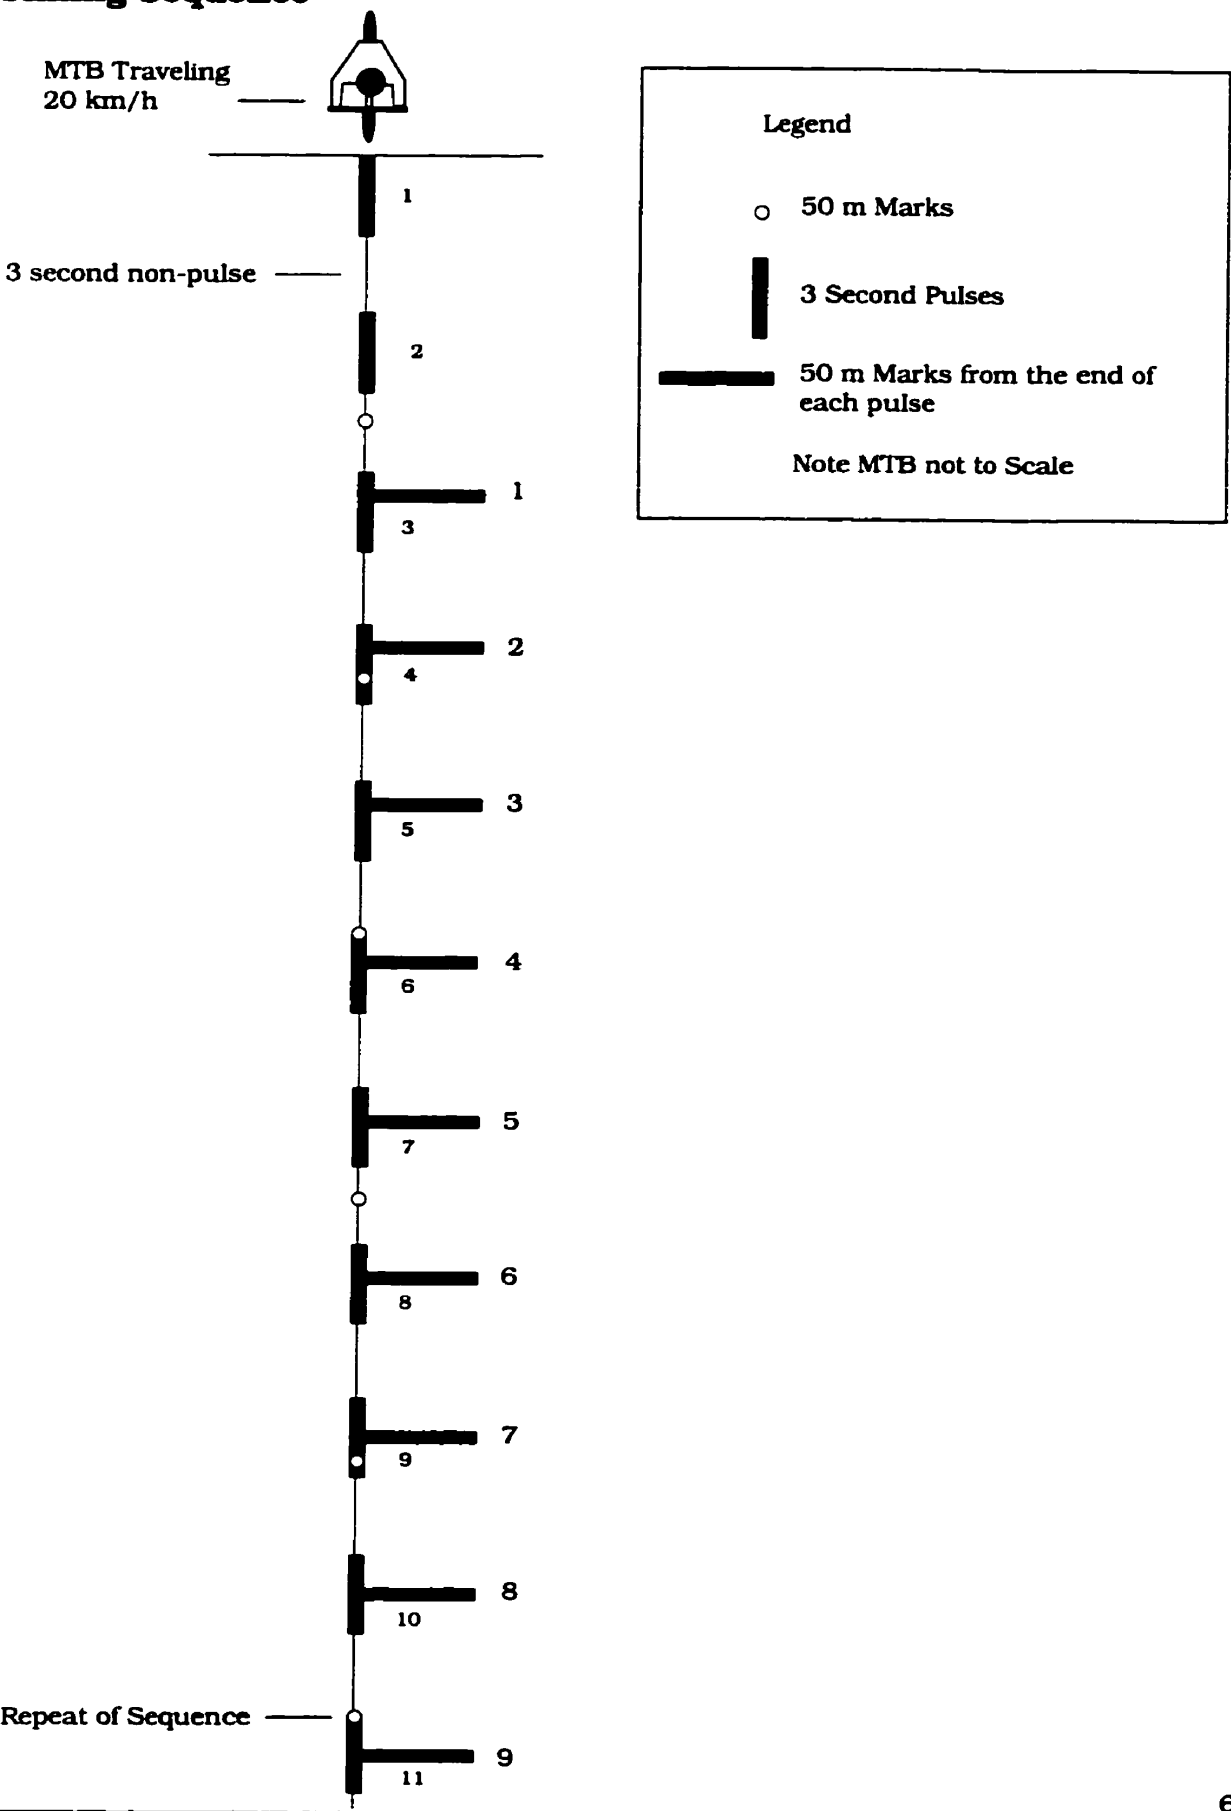 MTB Traveling
20 km/h
Legend
50 m Marks
3 Second Pulses
50 m Marks from the end of
each pulse
Note MTB not to Scale
1
3 second non-pulse
2
1
3
2
4
3
5
4
6
5
7
6
8
7
9
8
10
Repeat of Sequence
9
11